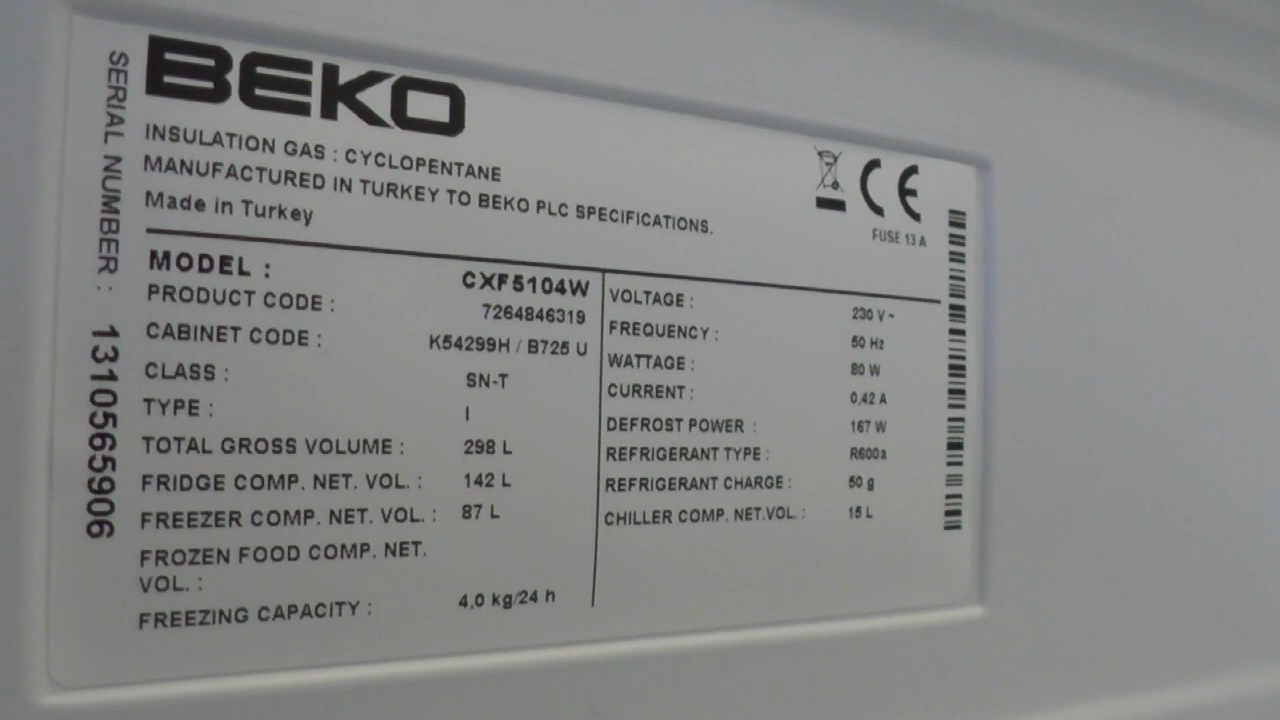 BEKO
INSULATION GAS : CYCLOPENTANE
MANUFACTURED IN TURKEY TO BEKO PLC SPECIFICATIONS.
Made in Turkey
CE
FUSE 13 A
SERIAL NUMBER : 1310565906
MODEL : CXF5104W
PRODUCT CODE : 7264846319
CABINET CODE : K54299H / B725 U
CLASS : SN-T
TYPE : I
TOTAL GROSS VOLUME : 298 L
FRIDGE COMP. NET. VOL. : 142 L
FREEZER COMP. NET. VOL. : 87 L
FROZEN FOOD COMP. NET.
VOL. :
FREEZING CAPACITY : 4,0 kg/24 h
VOLTAGE : 230 V ~
FREQUENCY : 50 Hz
WATTAGE : 80 W
CURRENT : 0,42 A
DEFROST POWER : 167 W
REFRIGERANT TYPE : R600a
REFRIGERANT CHARGE : 50 g
CHILLER COMP. NET.VOL. : 15 L